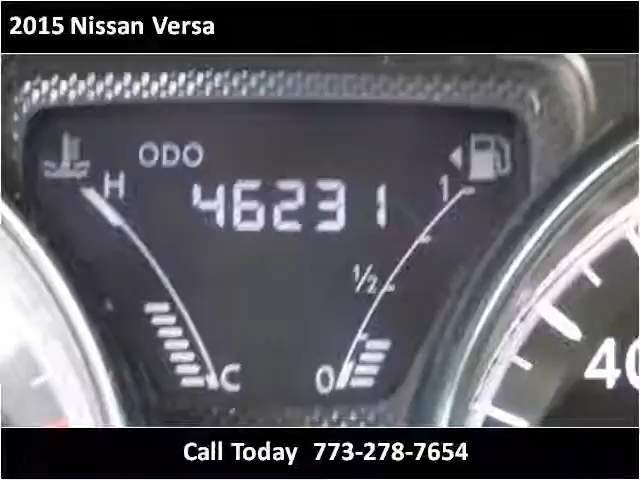 2015 Nissan Versa
ODO
H
1
46231
1/2
C
0
40
Call Today 773-278-7654